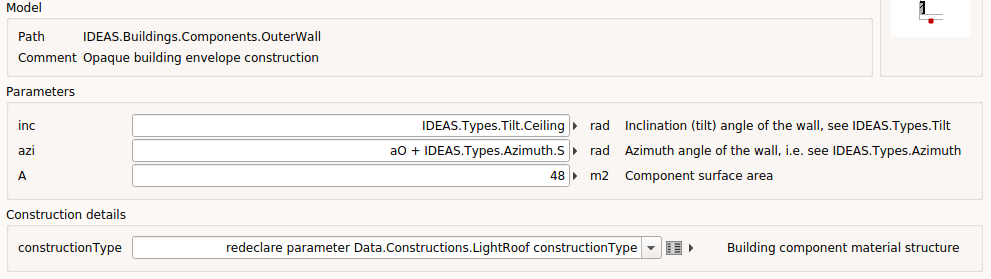 Model
Path IDEAS.Buildings.Components.OuterWall
Comment Opaque building envelope construction
Parameters
inc IDEAS.Types.Tilt.Ceiling rad Inclination (tilt) angle of the wall, see IDEAS.Types.Tilt
azi aO + IDEAS.Types.Azimuth.S rad Azimuth angle of the wall, i.e. see IDEAS.Types.Azimuth
A 48 m2 Component surface area
Construction details
constructionType redeclare parameter Data.Constructions.LightRoof constructionType Building component material structure